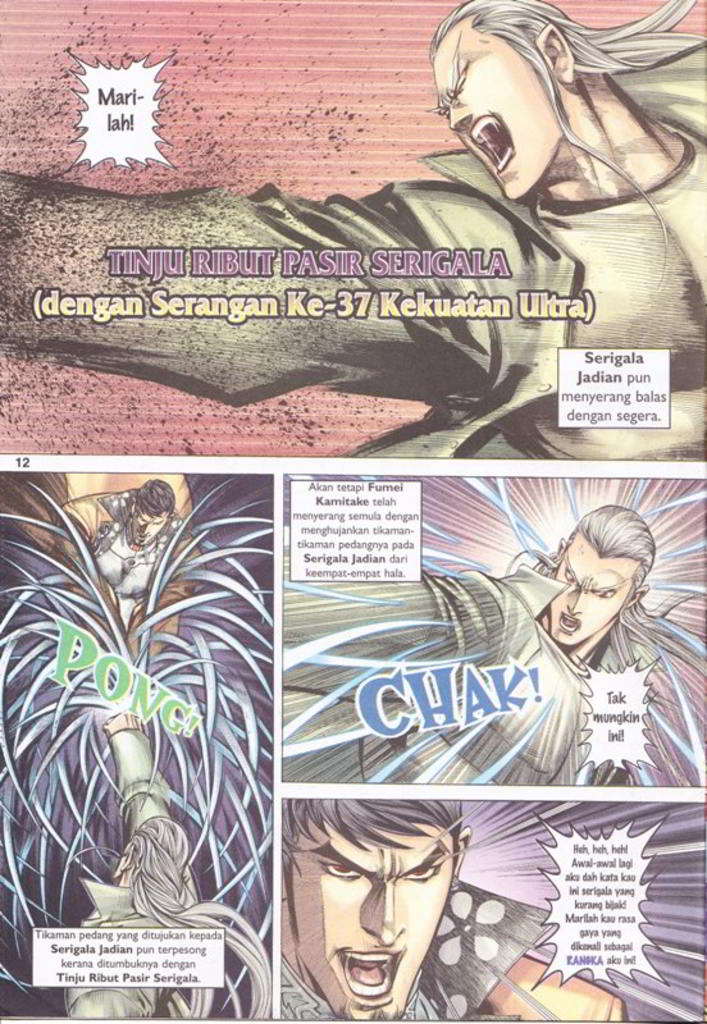 Mari-
lah!
TINJU RIBUT PASIR SERIGALA
(dengan Serangan Ke-37 Kekuatan Ultra)
Serigala
Jadian pun
menyerang balas
dengan segera.
12
PONG!
Tikaman pedang yang ditujukan kepada
Serigala Jadian pun terpesong
kerana ditumbuknya dengan
Tinju Ribut Pasir Serigala.
Akan tetapi Fumei
Kamitake telah
menyerang semula dengan
menghujankan tikaman-
tikaman pedangnya pada
Serigala Jadian dari
keempat-empat hala.
CHAK!
Tak
mungkin
ini!
Heh, heh, heh!
Awal-awal lagi
aku dah kata kau
ini serigala yang
kurang bijak!
Marilah kau rasa
gaya yang
dikenali sebagai
RANGKA aku ini!